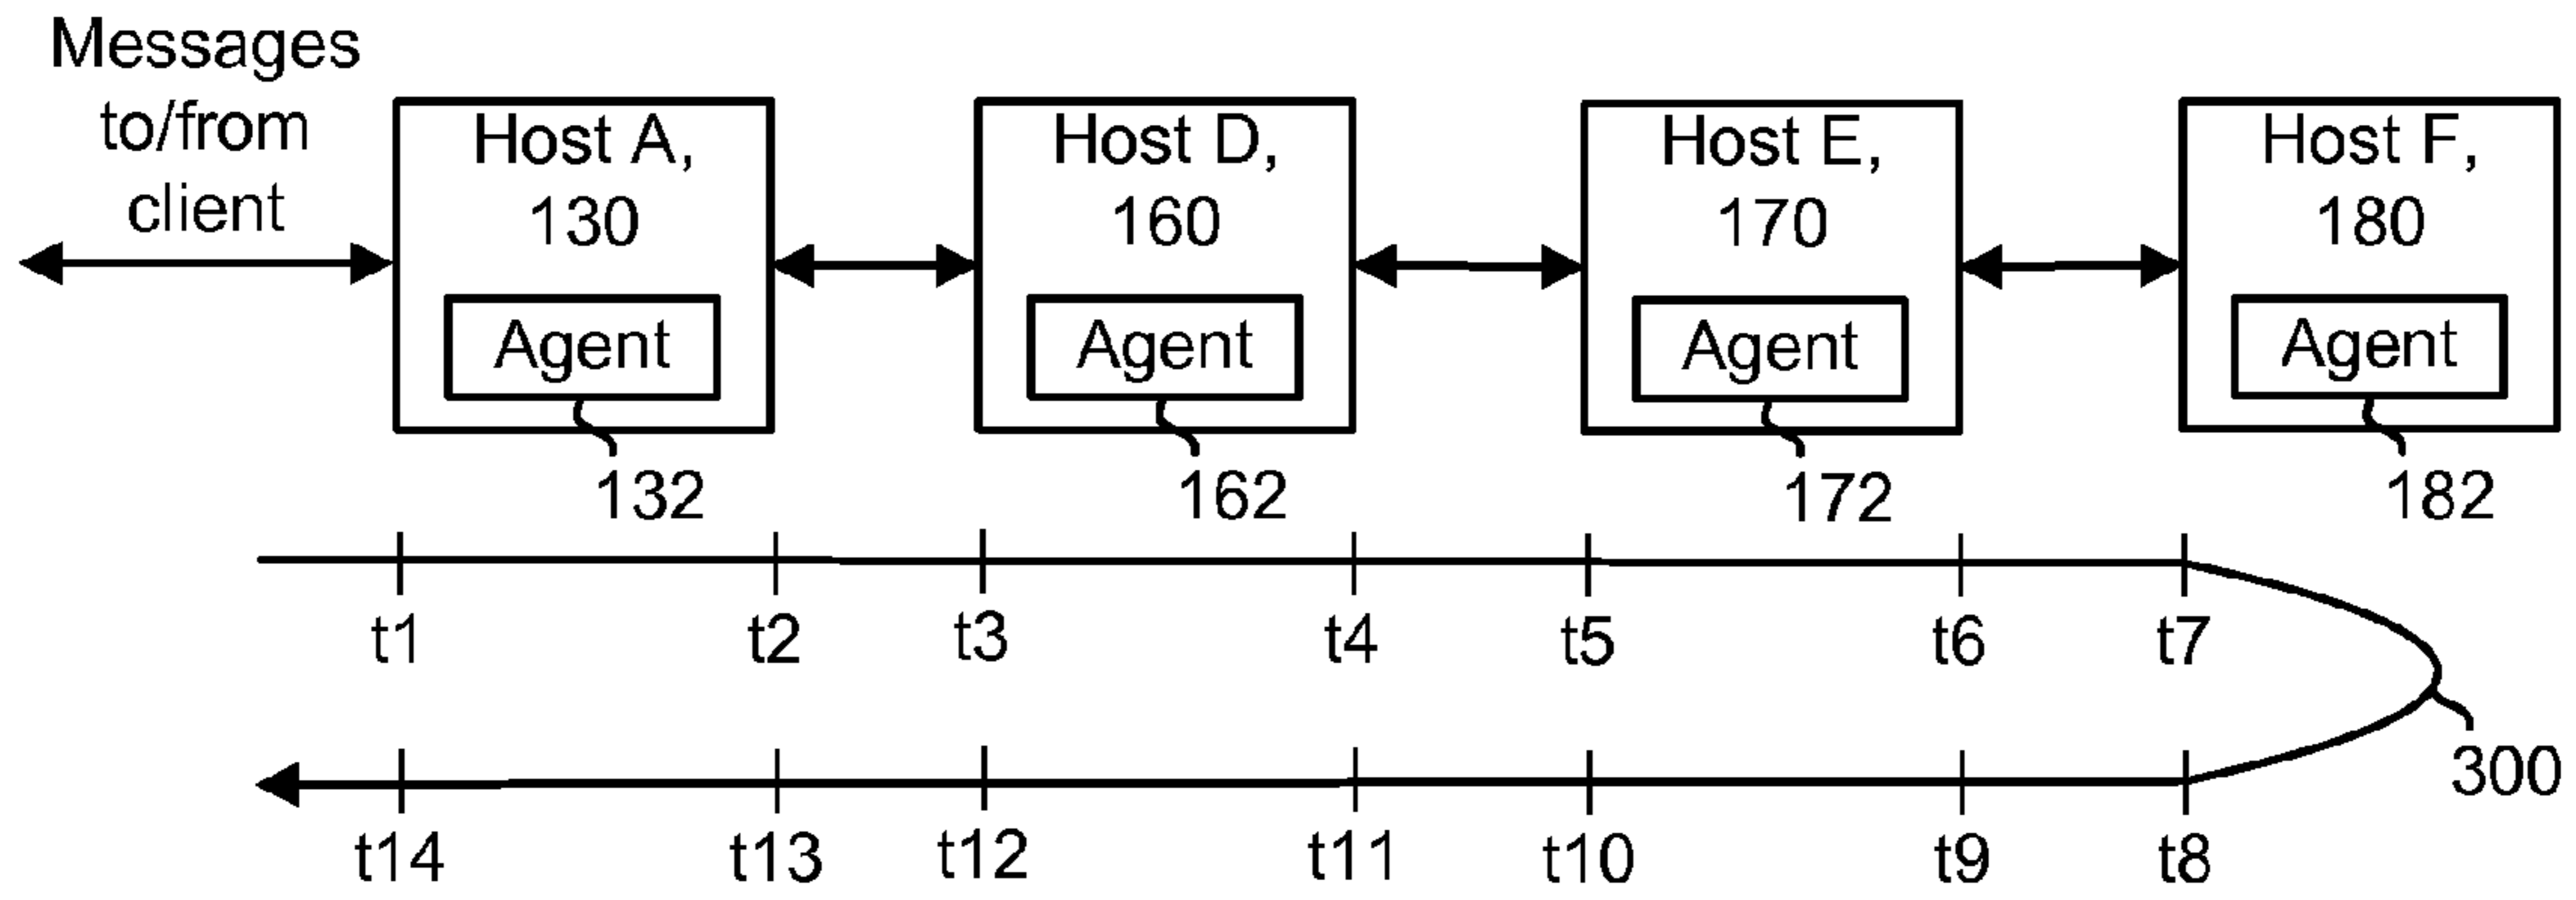 Messages
to/from
client
Host A,
130
Agent
132
Host D,
160
Agent
162
Host E,
170
Agent
172
Host F,
180
Agent
182
t1 t2 t3 t4 t5 t6 t7
300
t14 t13 t12 t11 t10 t9 t8